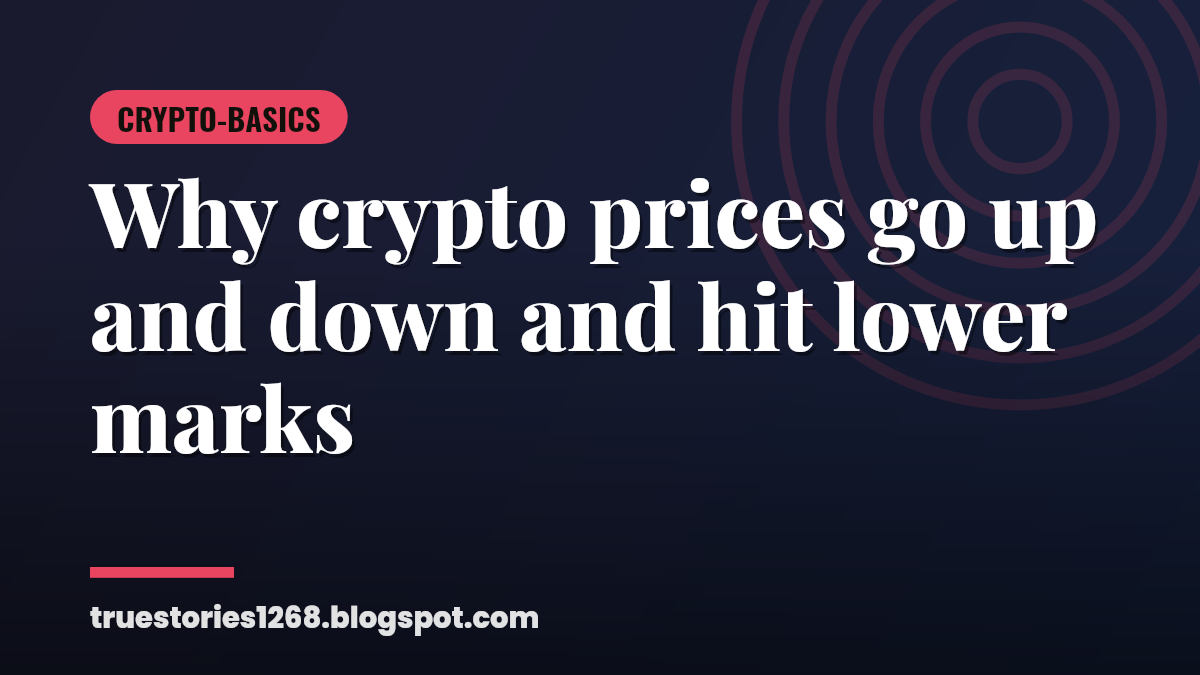 CRYPTO-BASICS
Why crypto prices go up
and down and hit lower
marks
truestories1268.blogspot.com